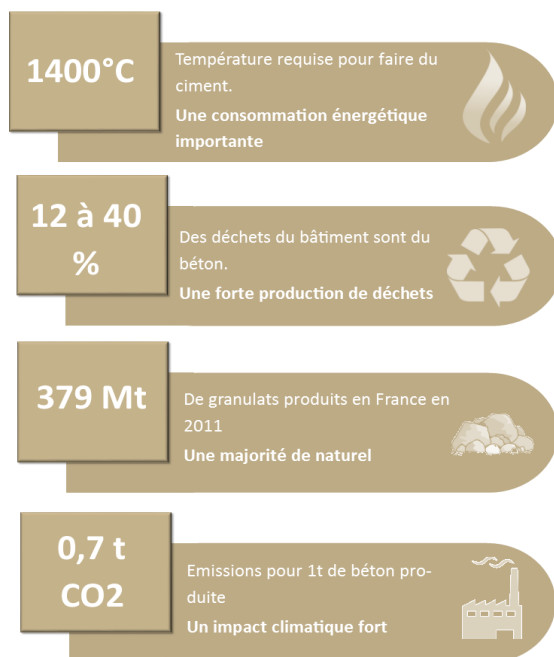 1400°C
Température requise pour faire du
ciment.
Une consommation énergétique
importante
12 à 40
%
Des déchets du bâtiment sont du
béton.
Une forte production de déchets
379 Mt
De granulats produits en France en
2011
Une majorité de naturel
0,7 t
CO2
Emissions pour 1t de béton pro-
duite
Un impact climatique fort